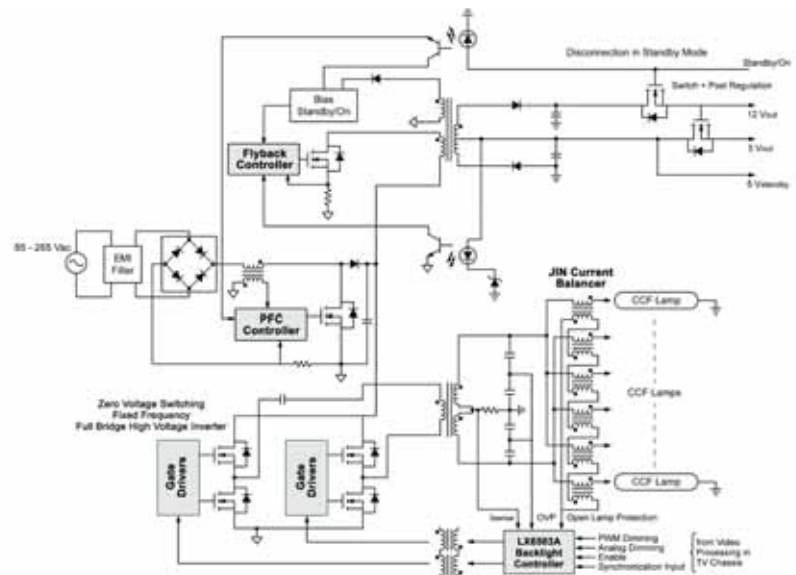 Disconnection in Standby Mode
Standby/On
Switch + Post Regulation
Bias
Standby/On
12 Vout
5 Vout
5 Vstandby
Flyback
Controller
85 - 265 Vac
EMI
Filter
PFC
Controller
JIN Current
Balancer
CCF Lamp
CCF Lamps
CCF Lamp
Zero Voltage Switching
Fixed Frequency
Full Bridge High Voltage Inverter
Gate
Drivers
Gate
Drivers
Isense
OVP
Open Lamp Protection
LX6503A
Backlight
Controller
PWM Dimming
Analog Dimming
Enable
Synchronization Input
from Video
Processing in
TV Chassis